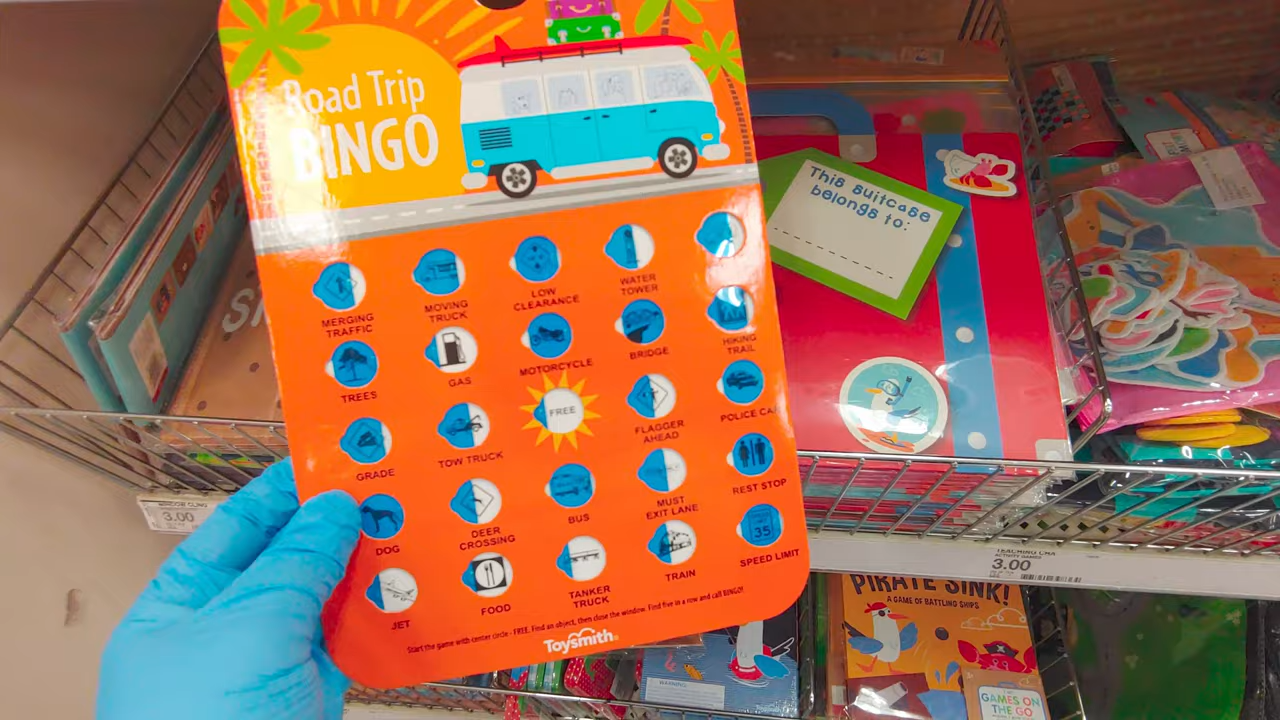 Road Trip
BINGO
MERGING
TRAFFIC
MOVING
TRUCK
LOW
CLEARANCE
WATER
TOWER
TREES
GAS
MOTORCYCLE
BRIDGE
HIKING
TRAIL
GRADE
TOW TRUCK
FREE
FLAGGER
AHEAD
POLICE CAR
DOG
DEER
CROSSING
BUS
MUST
EXIT LANE
REST STOP
JET
FOOD
TANKER
TRUCK
TRAIN
35
SPEED LIMIT
Start the game with center circle - FREE. Find an object, then close the window. Find five in a row and call BINGO!
Toysmith
This suitcase
belongs to:
3.00
ACTIVITY GAMES
3.00
PIRATE SINK!
A GAME OF BATTLING SHIPS
GAMES ON
THE GO
WARNING: